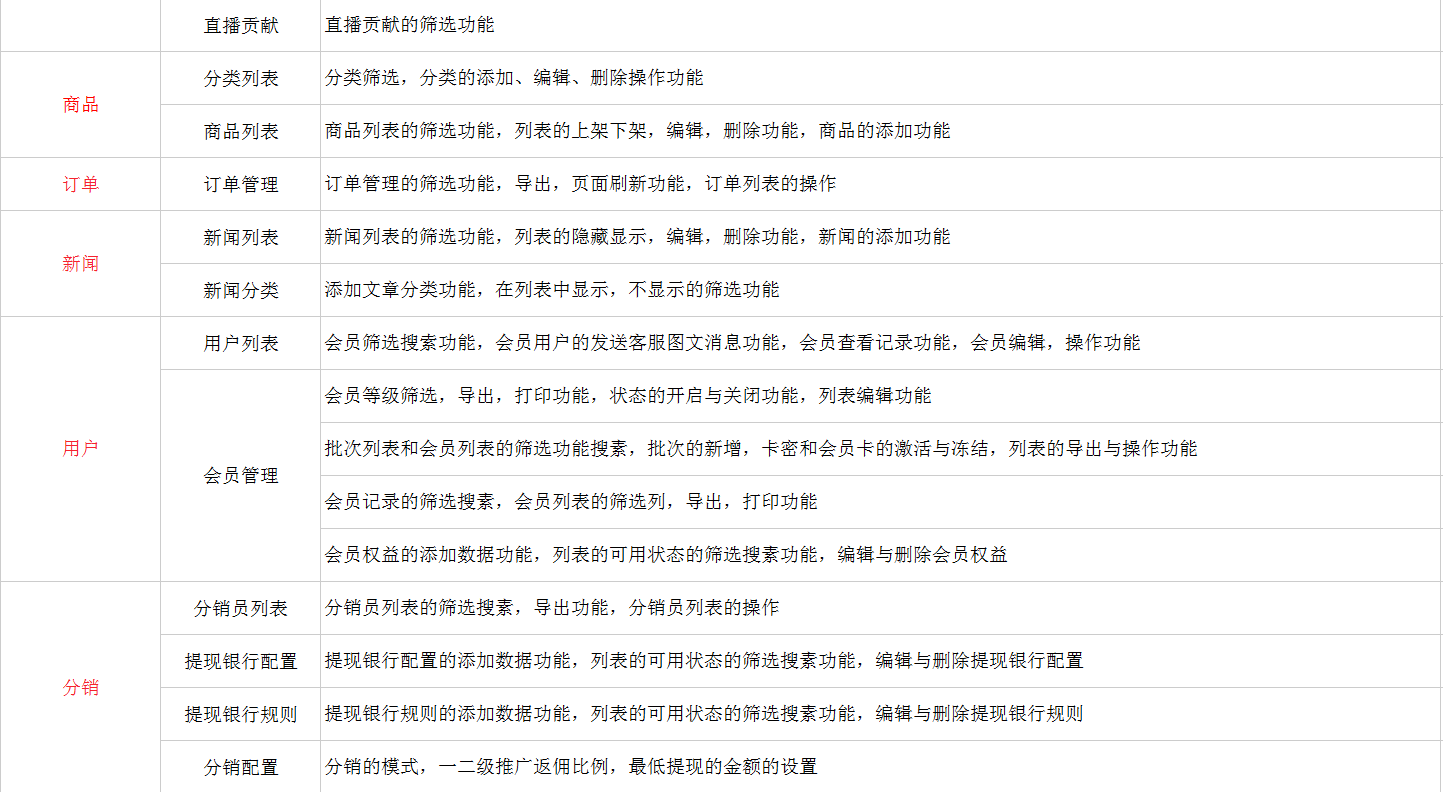 直播贡献
直播贡献的筛选功能
商品
分类列表
分类筛选，分类的添加、编辑、删除操作功能
商品列表
商品列表的筛选功能，列表的上架下架，编辑，删除功能，商品的添加功能
订单
订单管理
订单管理的筛选功能，导出，页面刷新功能，订单列表的操作
新闻
新闻列表
新闻列表的筛选功能，列表的隐藏显示，编辑，删除功能，新闻的添加功能
新闻分类
添加文章分类功能，在列表中显示，不显示的筛选功能
用户
用户列表
会员筛选搜素功能，会员用户的发送客服图文消息功能，会员查看记录功能，会员编辑，操作功能
会员管理
会员等级筛选，导出，打印功能，状态的开启与关闭功能，列表编辑功能
批次列表和会员列表的筛选功能搜素，批次的新增，卡密和会员卡的激活与冻结，列表的导出与操作功能
会员记录的筛选搜素，会员列表的筛选列，导出，打印功能
会员权益的添加数据功能，列表的可用状态的筛选搜素功能，编辑与删除会员权益
分销
分销员列表
分销员列表的筛选搜素，导出功能，分销员列表的操作
提现银行配置
提现银行配置的添加数据功能，列表的可用状态的筛选搜素功能，编辑与删除提现银行配置
提现银行规则
提现银行规则的添加数据功能，列表的可用状态的筛选搜素功能，编辑与删除提现银行规则
分销配置
分销的模式，一二级推广返佣比例，最低提现的金额的设置